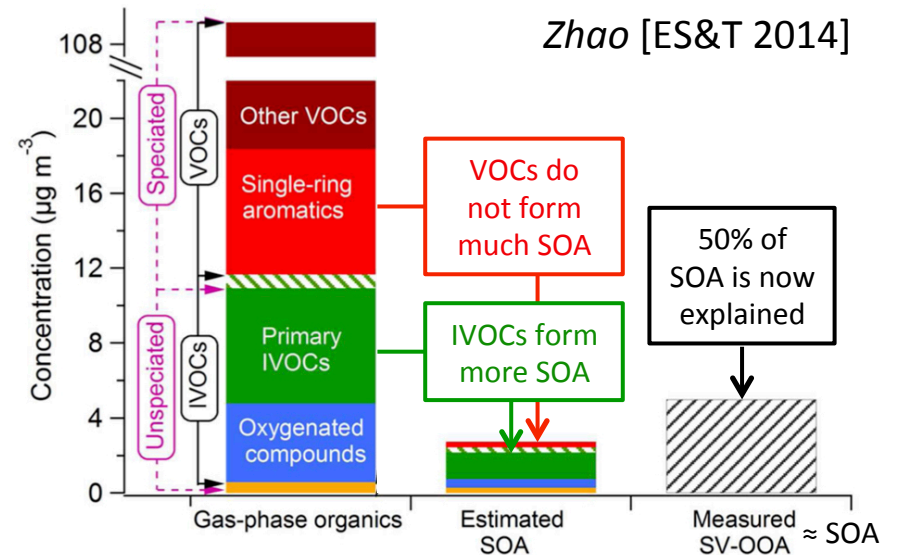 Zhao [ES&T 2014]
Concentration (µg m⁻³)
108
20
16
12
8
4
0
Speciated
Unspeciated
VOCs
IVOCs
Other VOCs
Single-ring
aromatics
Primary
IVOCs
Oxygenated
compounds
VOCs do
not form
much SOA
IVOCs form
more SOA
50% of
SOA is now
explained
Gas-phase organics
Estimated
SOA
Measured
SV-OOA ≈ SOA